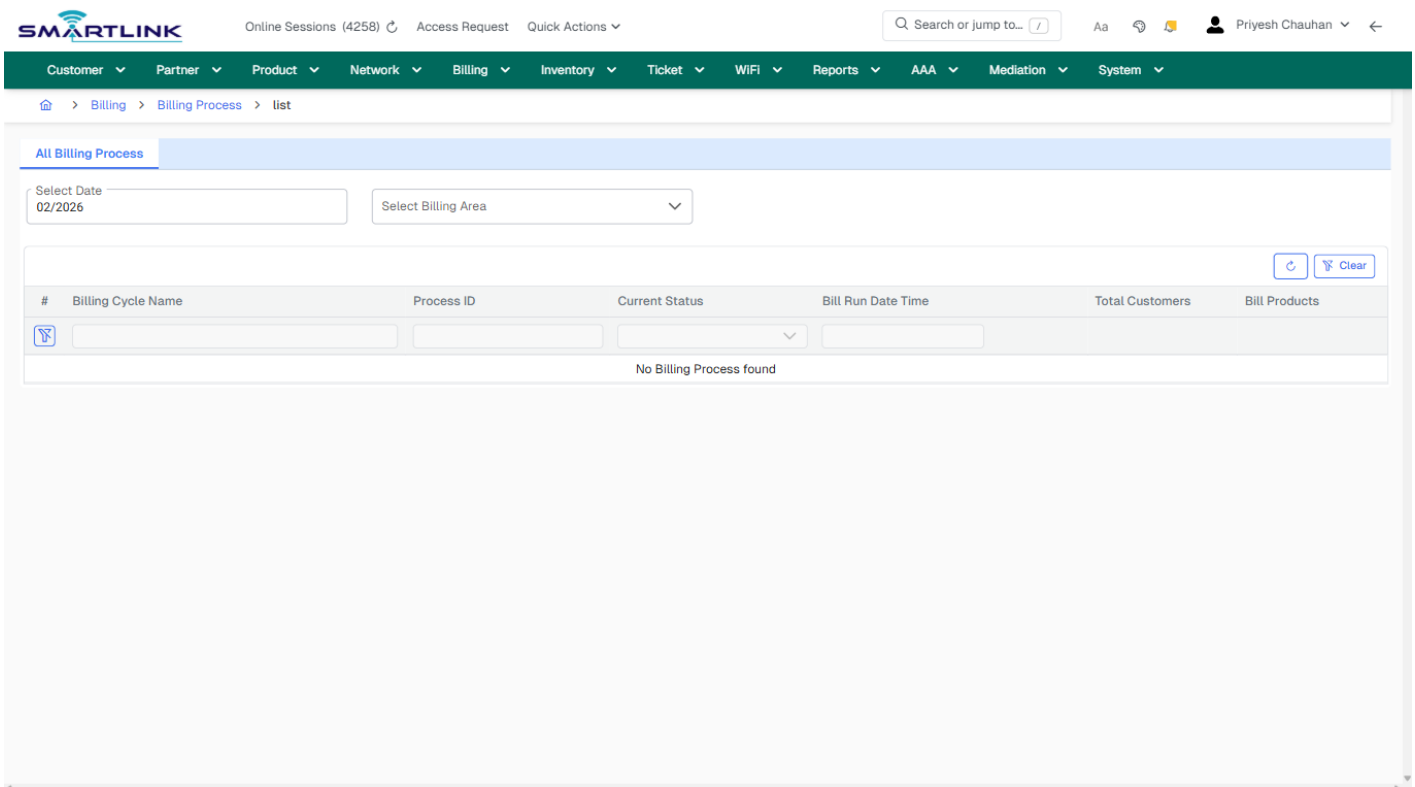 SMARTLINK Online Sessions (4258) Access Request Quick Actions Search or jump to... / Aa Priyesh Chauhan
Customer Partner Product Network Billing Inventory Ticket WiFi Reports AAA Mediation System
> Billing > Billing Process > list
All Billing Process
Select Date
02/2026
Select Billing Area
Clear
# Billing Cycle Name Process ID Current Status Bill Run Date Time Total Customers Bill Products
No Billing Process found